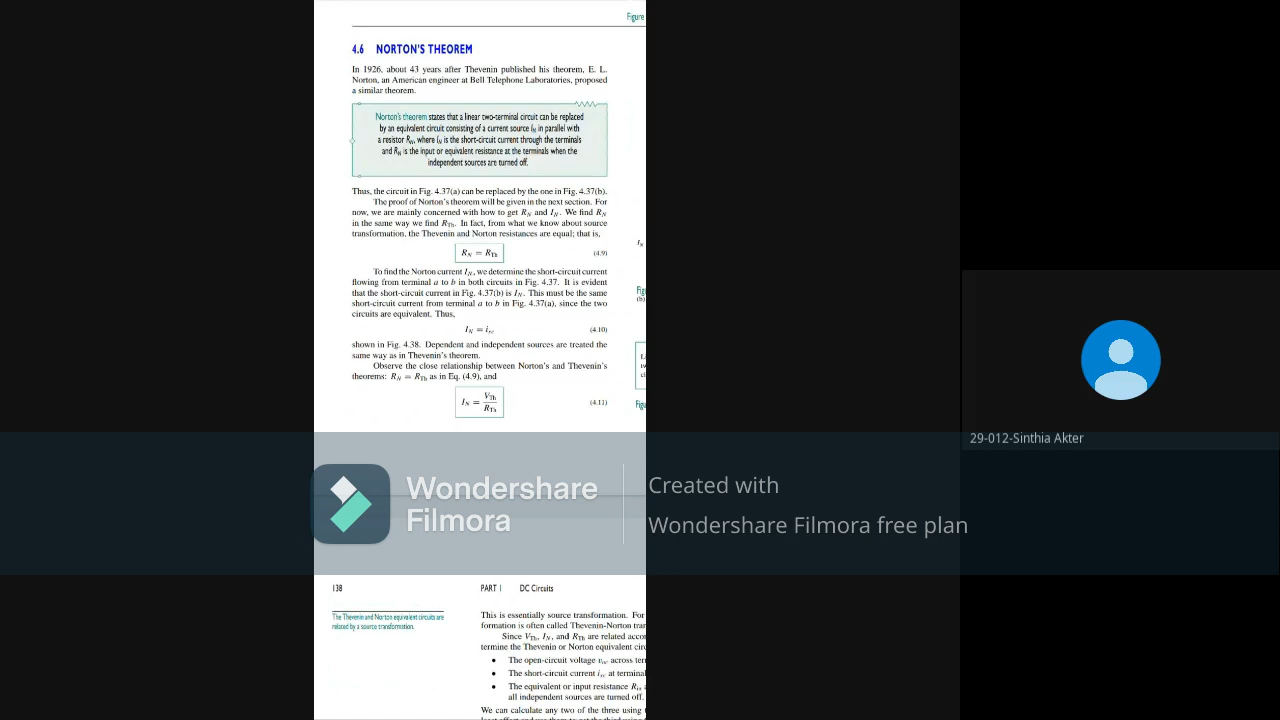 Figure
4.6 NORTON'S THEOREM
In 1926, about 43 years after Thevenin published his theorem, E. L.
Norton, an American engineer at Bell Telephone Laboratories, proposed
a similar theorem.
Norton's theorem states that a linear two-terminal circuit can be replaced
by an equivalent circuit consisting of a current source I_N in parallel with
a resistor R_N, where I_N is the short-circuit current through the terminals
and R_N is the input or equivalent resistance at the terminals when the
independent sources are turned off.
Thus, the circuit in Fig. 4.37(a) can be replaced by the one in Fig. 4.37(b).
The proof of Norton's theorem will be given in the next section. For
now, we are mainly concerned with how to get R_N and I_N. We find R_N
in the same way we find R_Th. In fact, from what we know about source
transformation, the Thevenin and Norton resistances are equal; that is,
R_N = R_Th (4.9)
I_N
To find the Norton current I_N, we determine the short-circuit current
flowing from terminal a to b in both circuits in Fig. 4.37. It is evident
that the short-circuit current in Fig. 4.37(b) is I_N. This must be the same
short-circuit current from terminal a to b in Fig. 4.37(a), since the two
circuits are equivalent. Thus,
(b)
I_N = i_sc (4.10)
shown in Fig. 4.38. Dependent and independent sources are treated the
same way as in Thevenin's theorem.
Observe the close relationship between Norton's and Thevenin's
theorems: R_N = R_Th as in Eq. (4.9), and
I_N = V_Th / R_Th (4.11)
29-012-Sinthia Akter
Wondershare
Filmora
Created with
Wondershare Filmora free plan
138 PART 1 DC Circuits
The Thevenin and Norton equivalent circuits are
related by a source transformation.
This is essentially source transformation. For
formation is often called Thevenin-Norton tran
Since V_Th, I_N, and R_Th are related accor
termine the Thevenin or Norton equivalent circ
• The open-circuit voltage v_oc across ter
• The short-circuit current i_sc at terminal
• The equivalent or input resistance R_in a
all independent sources are turned off.
We can calculate any two of the three using t